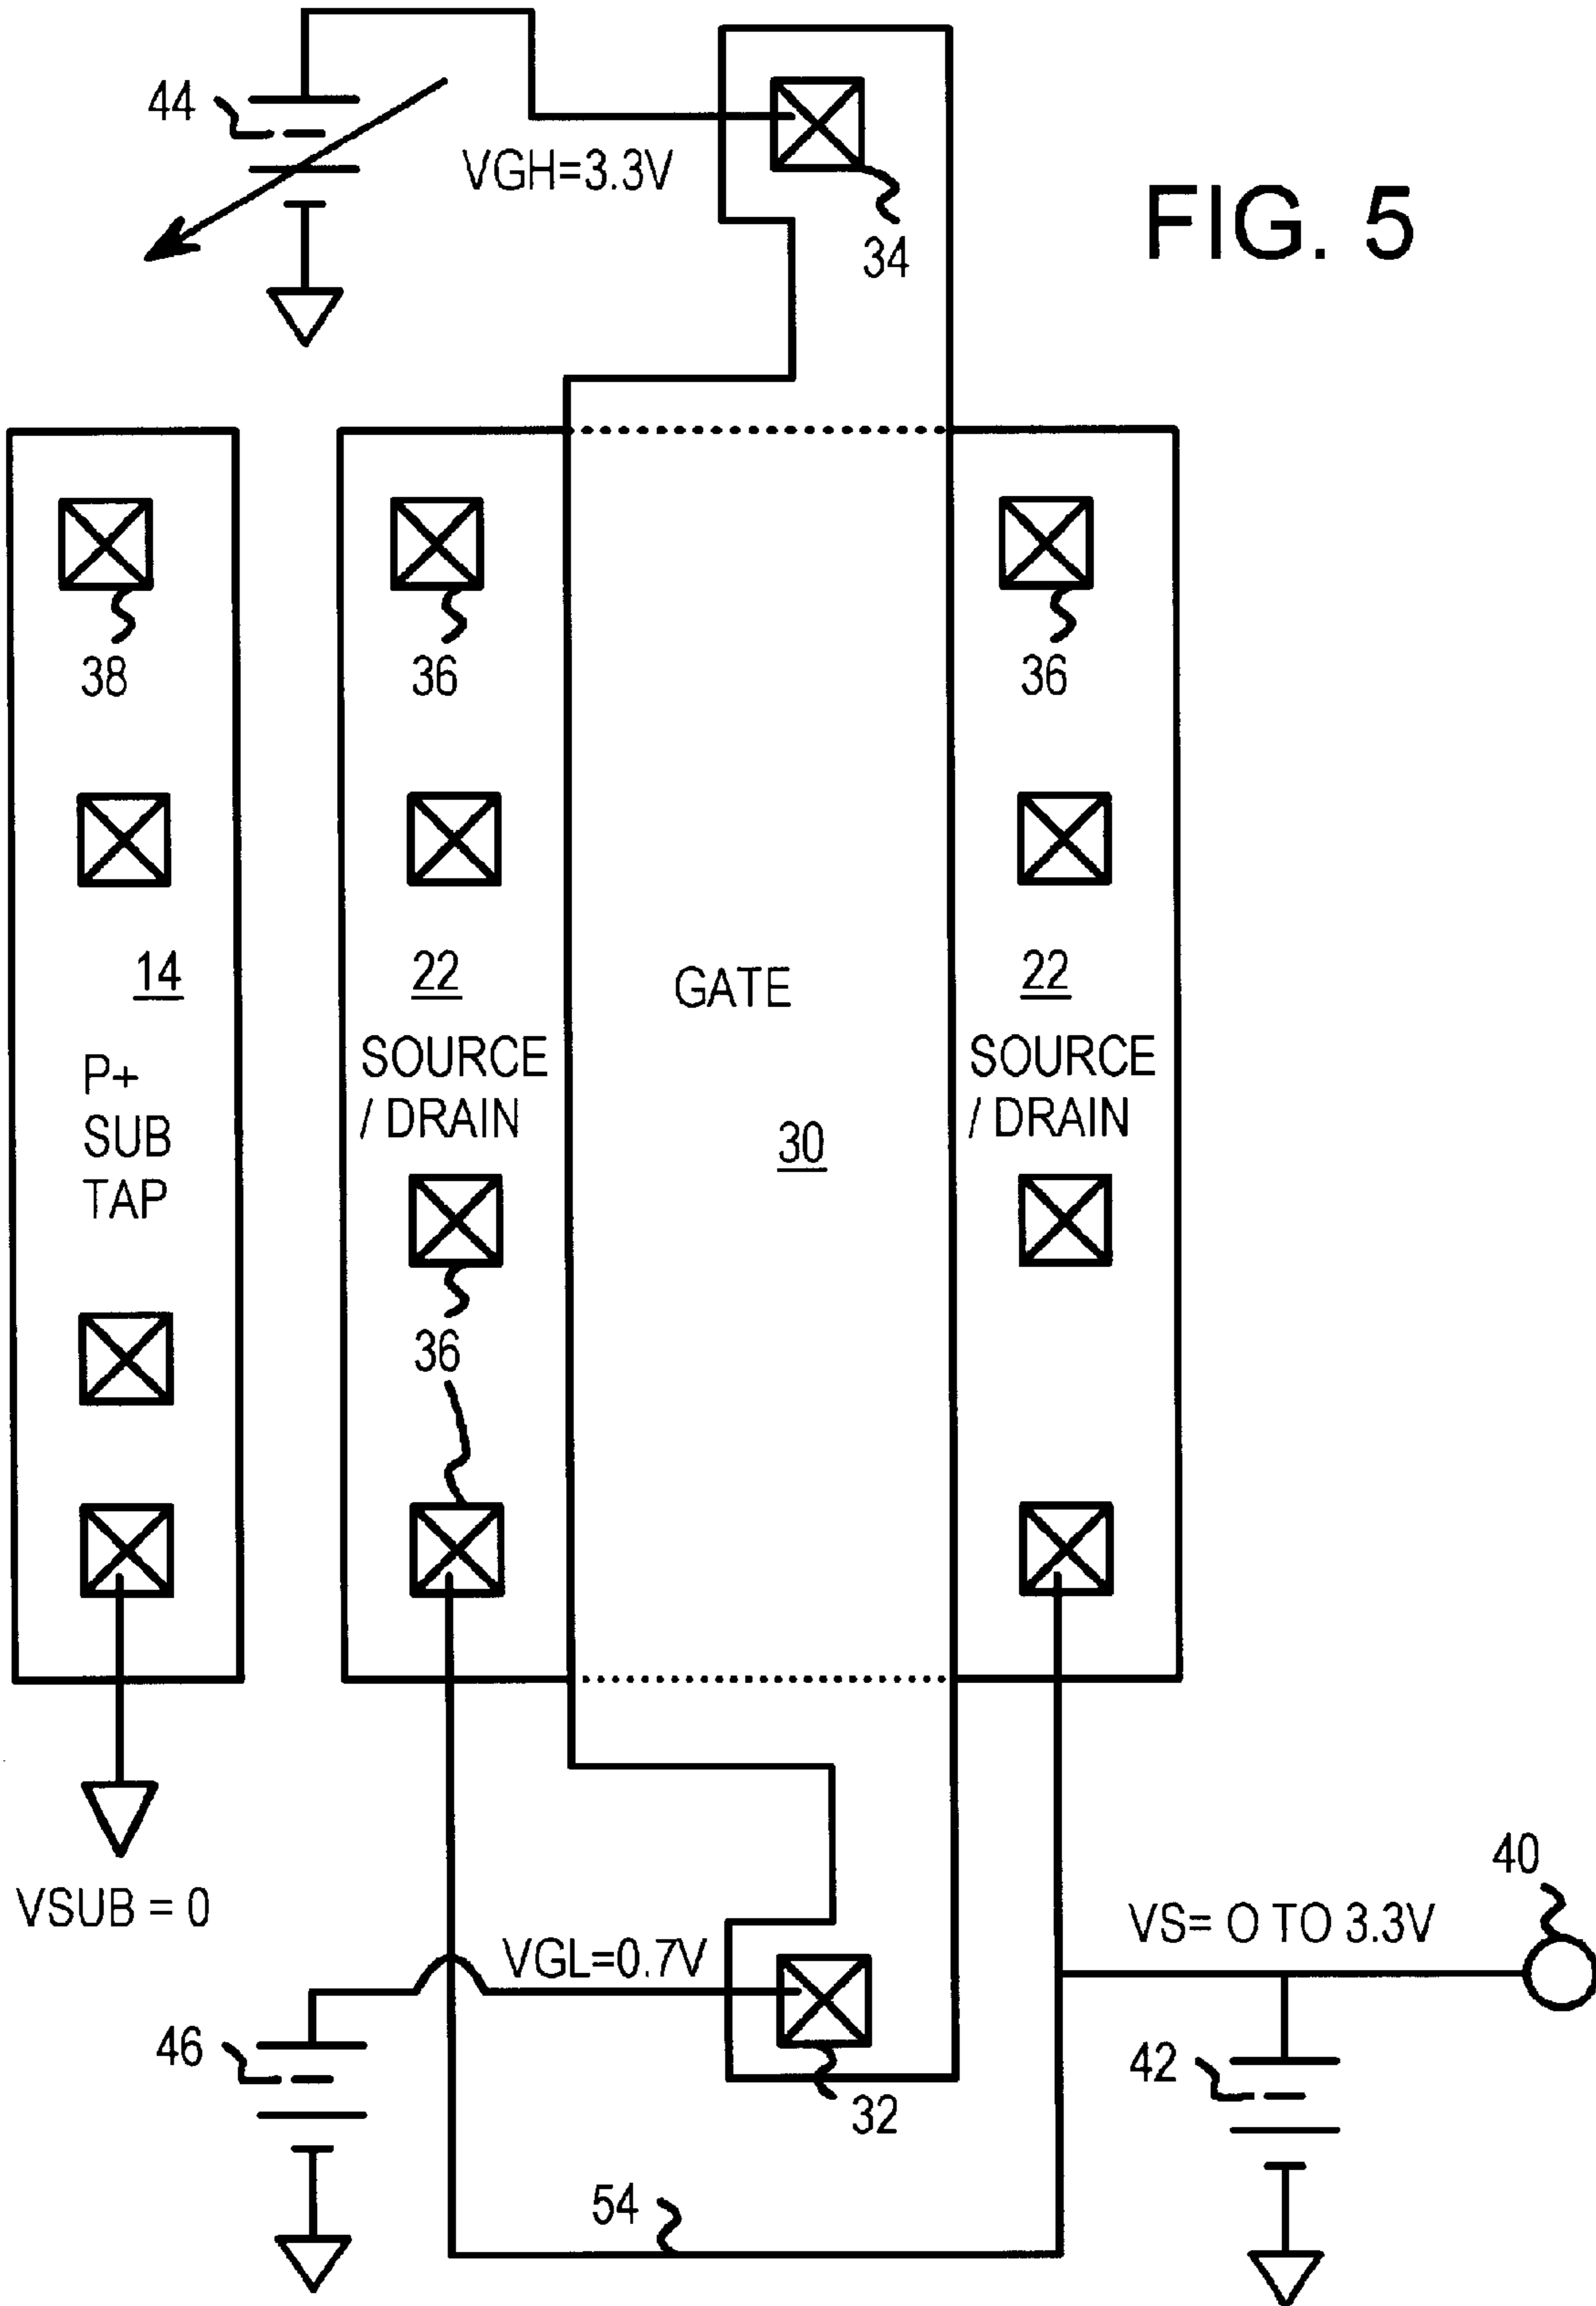 44
VGH=3.3V
34
FIG. 5
38
36
36
14
22
GATE
22
P+
SUB
TAP
SOURCE
/ DRAIN
30
SOURCE
/ DRAIN
36
VSUB = 0
VGL=0.7V
VS= O TO 3.3V
40
46
32
42
54